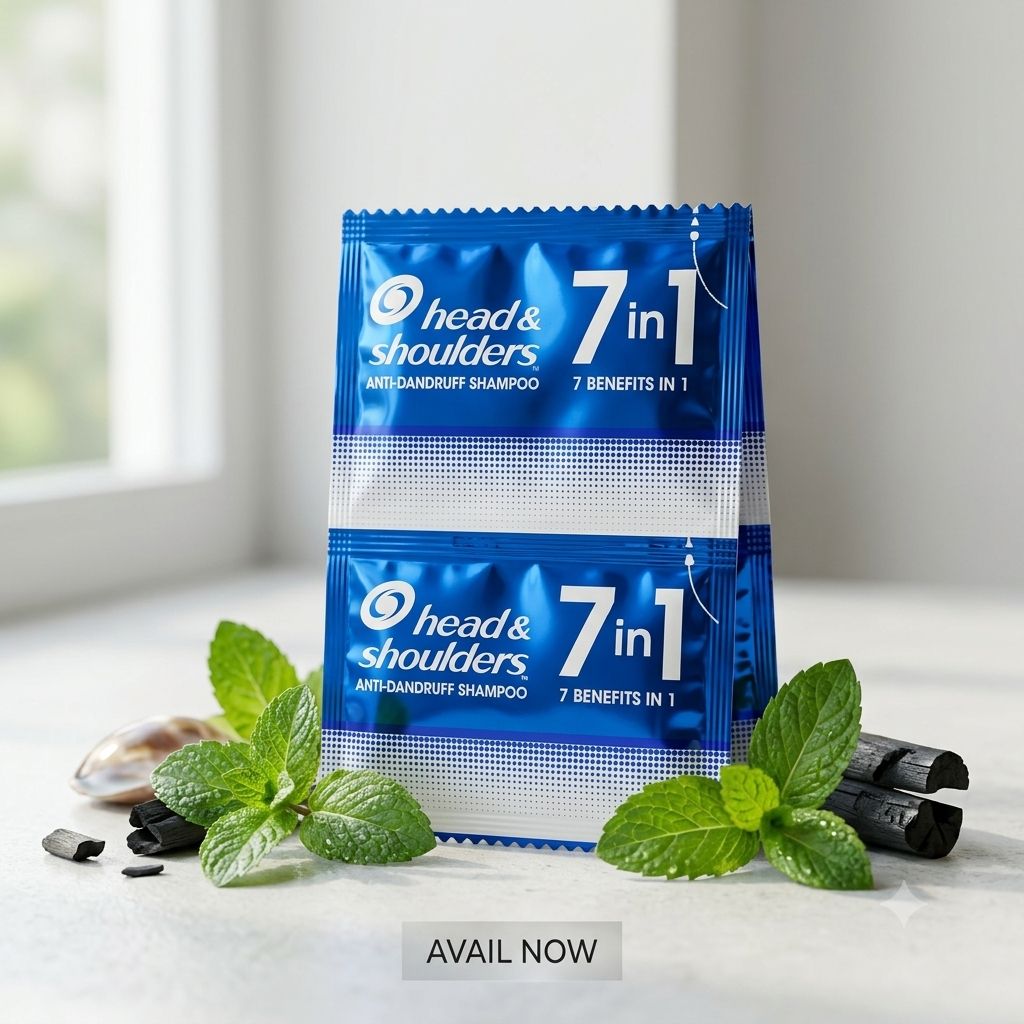 head &
shoulders
ANTI-DANDRUFF SHAMPOO
7 in 1
7 BENEFITS IN 1
head &
shoulders
ANTI-DANDRUFF SHAMPOO
7 in 1
7 BENEFITS IN 1
AVAIL NOW